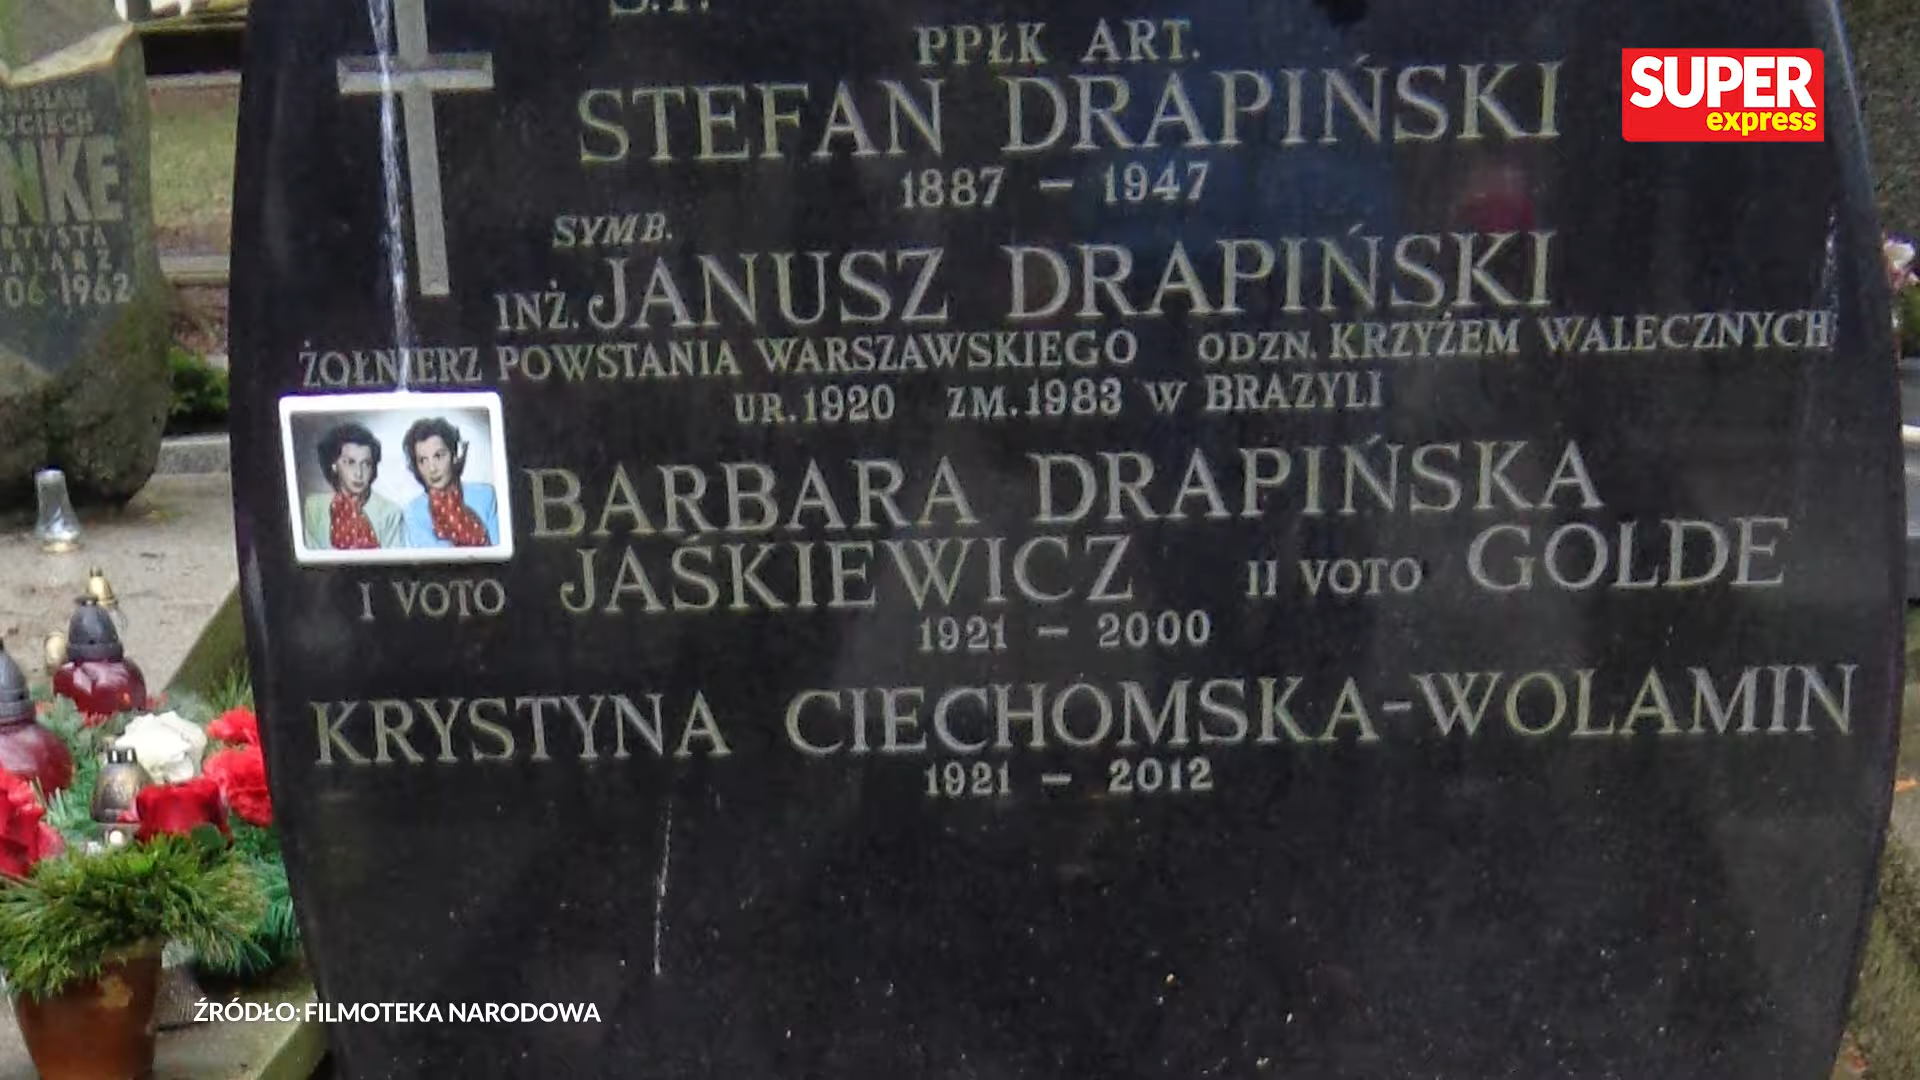 Ś.P.
PPŁK ART.
STEFAN DRAPIŃSKI
1887 – 1947
SYMB.
INŻ. JANUSZ DRAPIŃSKI
ŻOŁNIERZ POWSTANIA WARSZAWSKIEGO ODZN. KRZYŻEM WALECZNYCH
UR. 1920 ZM. 1983 W BRAZYLI
BARBARA DRAPIŃSKA
I VOTO JAŚKIEWICZ II VOTO GOLDE
1921 – 2000
KRYSTYNA CIECHOMSKA-WOLAMIN
1921 – 2012
SUPER
express
ŹRÓDŁO: FILMOTEKA NARODOWA